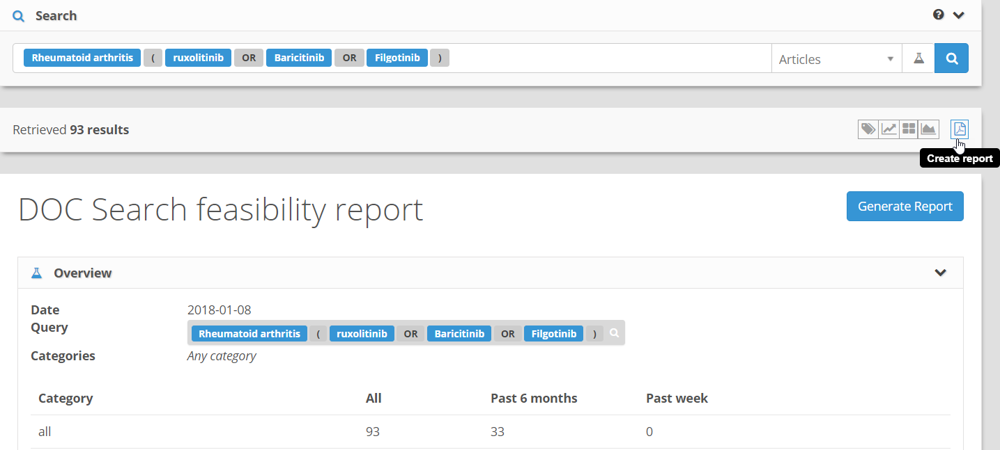 Search
Rheumatoid arthritis ( ruxolitinib OR Baricitinib OR Filgotinib ) Articles
Retrieved 93 results
Create report
DOC Search feasibility report
Generate Report
Overview
Date 2018-01-08
Query Rheumatoid arthritis ( ruxolitinib OR Baricitinib OR Filgotinib )
Categories Any category
Category All Past 6 months Past week
all 93 33 0